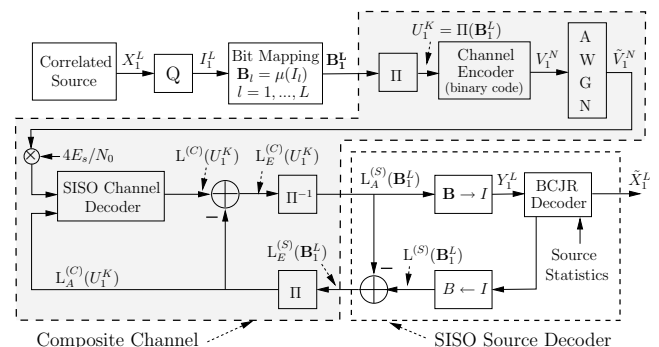 Correlated Source
X_1^L
Q
I_1^L
Bit Mapping
B_l = μ(I_l)
l = 1, ..., L
B_1^L
Π
U_1^K = Π(B_1^L)
Channel Encoder
(binary code)
V_1^N
A W G N
Ṽ_1^N
4E_s/N_0
SISO Channel Decoder
L^{(C)}(U_1^K)
L_E^{(C)}(U_1^K)
−
Π^{-1}
L_A^{(S)}(B_1^L)
B → I
Y_1^L
BCJR Decoder
X̃_1^L
Source Statistics
L_A^{(C)}(U_1^K)
Π
L_E^{(S)}(B_1^L)
−
L^{(S)}(B_1^L)
B ← I
Composite Channel
SISO Source Decoder